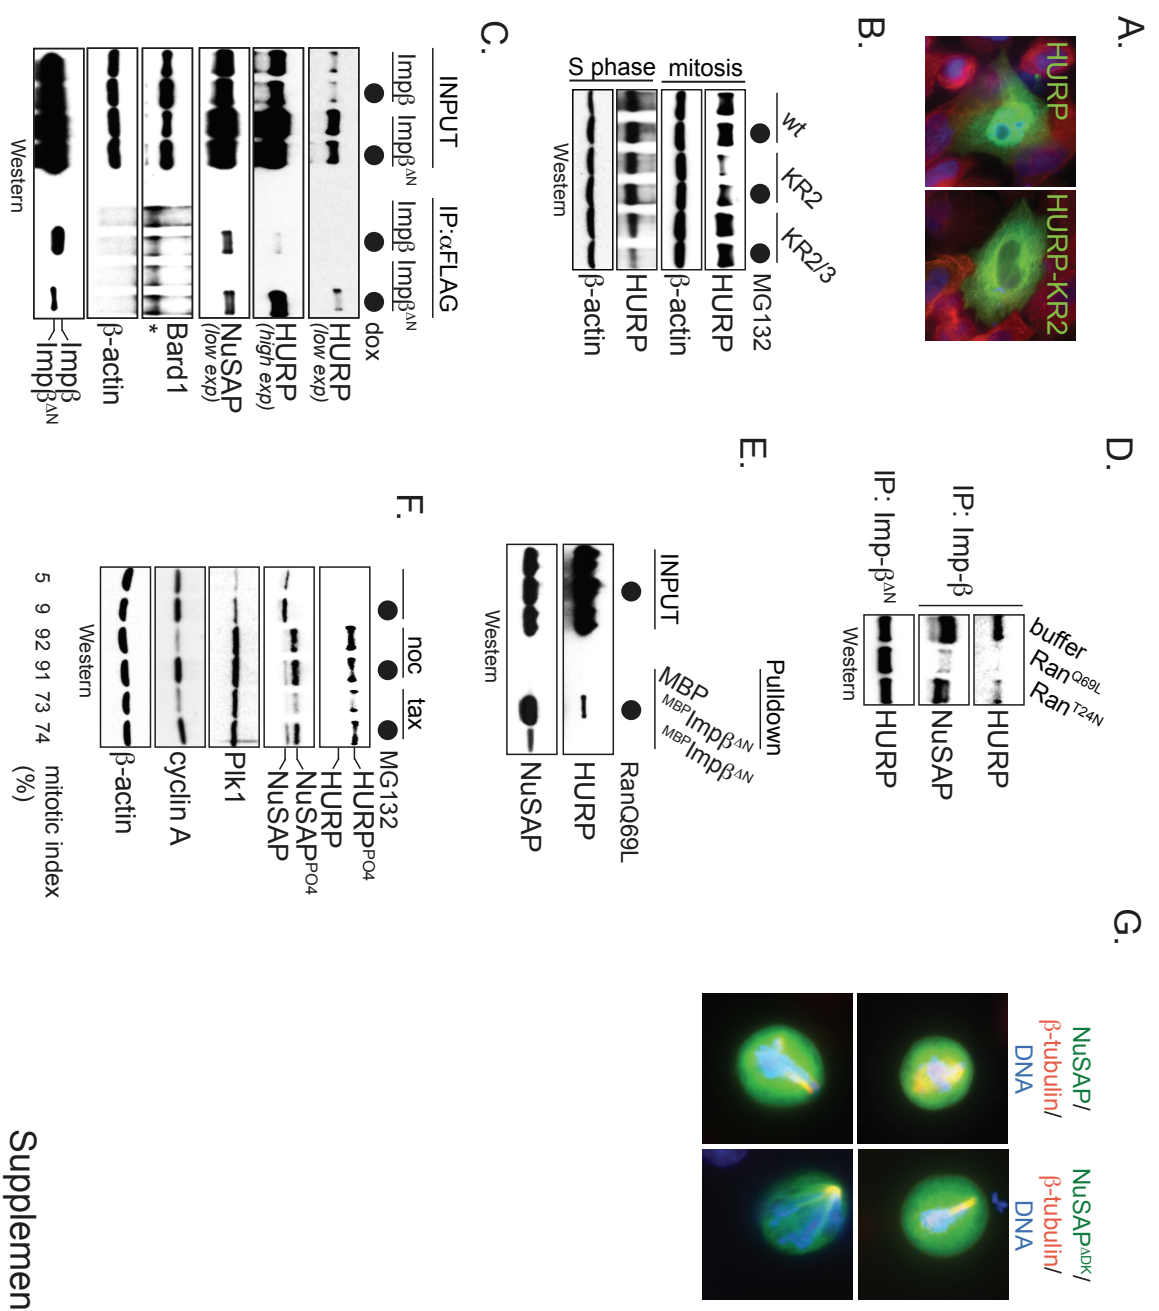 A.
HURP
HURP-KR2
B.
wt
KR2
KR2/3
MG132
mitosis
HURP
β-actin
S phase
HURP
β-actin
Western
C.
INPUT
IP:αFLAG
Impβ
ImpβΔN
Impβ
ImpβΔN
dox
HURP
(low exp)
HURP
(high exp)
NuSAP
(low exp)
Bard1
*
β-actin
Impβ
ImpβΔN
Western
D.
buffer
RanQ69L
RanT24N
IP: Imp-β
HURP
NuSAP
IP: Imp-βΔN
HURP
Western
E.
Pulldown
INPUT
MBP
MBPImpβΔN
MBPImpβΔN
RanQ69L
HURP
NuSAP
Western
F.
noc
tax
MG132
HURPPO4
HURP
NuSAPPO4
NuSAP
Plk1
cyclin A
β-actin
Western
5 9 92 91 73 74 mitotic index
(%)
G.
NuSAP/
β-tubulin/
DNA
NuSAPΔDK/
β-tubulin/
DNA
Supplemen